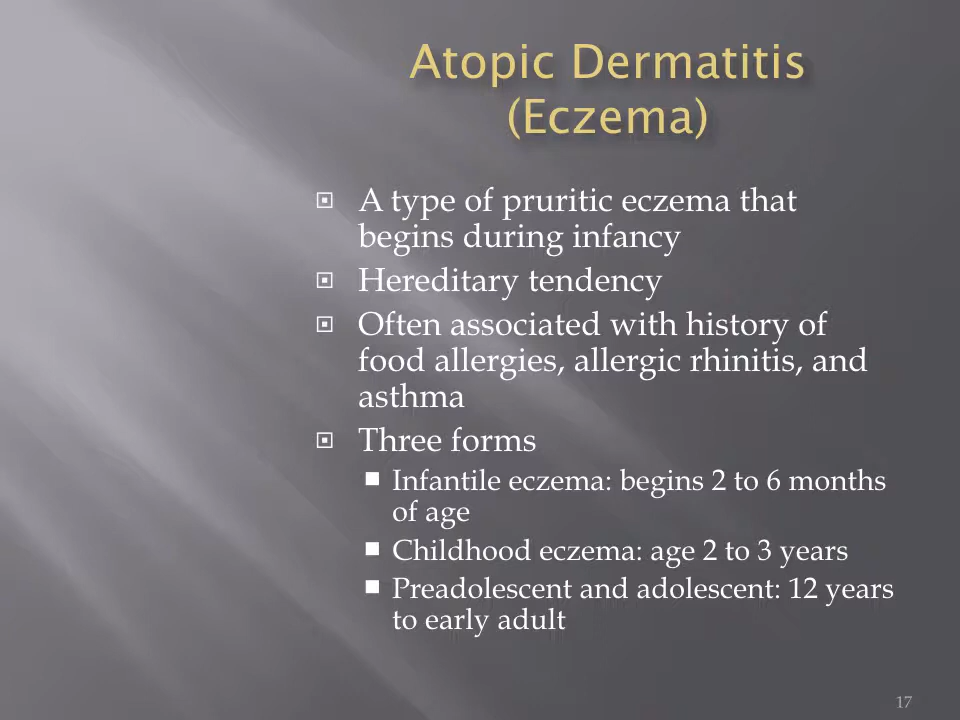 Atopic Dermatitis
(Eczema)
A type of pruritic eczema that
begins during infancy
Hereditary tendency
Often associated with history of
food allergies, allergic rhinitis, and
asthma
Three forms
Infantile eczema: begins 2 to 6 months
of age
Childhood eczema: age 2 to 3 years
Preadolescent and adolescent: 12 years
to early adult
17